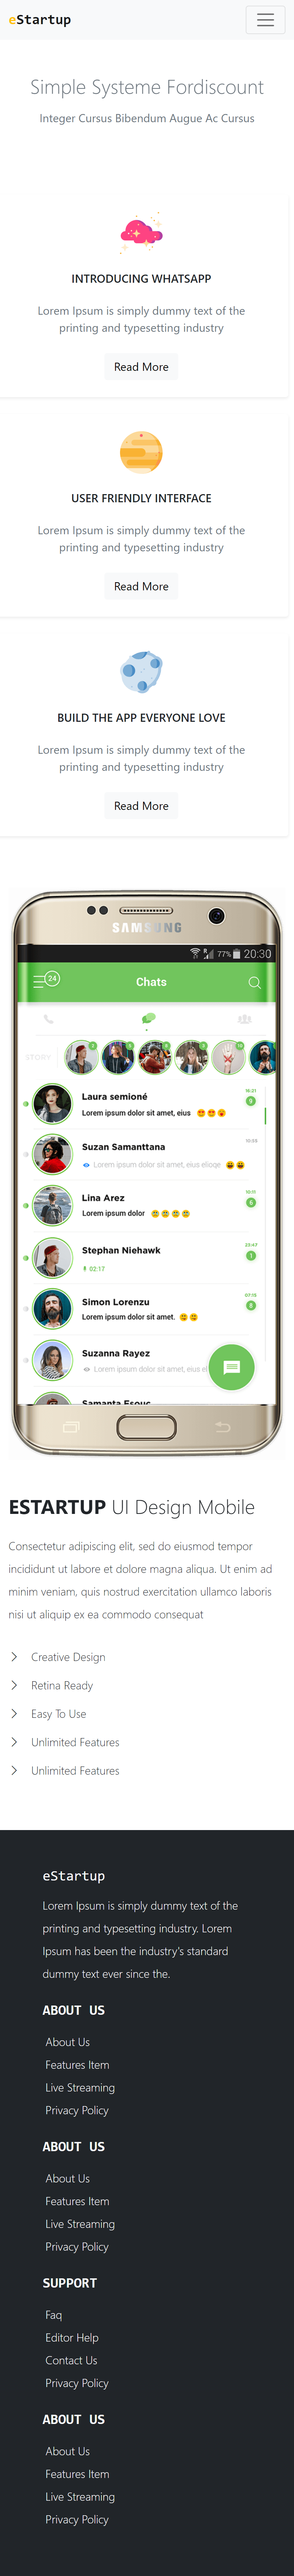 eStartup
Simple Systeme Fordiscount
Integer Cursus Bibendum Augue Ac Cursus
INTRODUCING WHATSAPP
Lorem Ipsum is simply dummy text of the
printing and typesetting industry
Read More
USER FRIENDLY INTERFACE
Lorem Ipsum is simply dummy text of the
printing and typesetting industry
Read More
BUILD THE APP EVERYONE LOVE
Lorem Ipsum is simply dummy text of the
printing and typesetting industry
Read More
SAMSUNG
77% 20:30
24
Chats
STORY
Laura semioné
16:21
Lorem ipsum dolor sit amet, eius
Suzan Samanttana
Lorem ipsum dolor sit amet, eius elioqe
Lina Arez
Lorem ipsum dolor
Stephan Niehawk
02:17
Simon Lorenzu
Lorem ipsum dolor sit amet.
Suzanna Rayez
Lorem ipsum dolor sit amet, eius el
Samanta Esouc
ESTARTUP UI Design Mobile
Consectetur adipiscing elit, sed do eiusmod tempor
incididunt ut labore et dolore magna aliqua. Ut enim ad
minim veniam, quis nostrud exercitation ullamco laboris
nisi ut aliquip ex ea commodo consequat
Creative Design
Retina Ready
Easy To Use
Unlimited Features
Unlimited Features
eStartup
Lorem Ipsum is simply dummy text of the
printing and typesetting industry. Lorem
Ipsum has been the industry's standard
dummy text ever since the.
ABOUT US
About Us
Features Item
Live Streaming
Privacy Policy
ABOUT US
About Us
Features Item
Live Streaming
Privacy Policy
SUPPORT
Faq
Editor Help
Contact Us
Privacy Policy
ABOUT US
About Us
Features Item
Live Streaming
Privacy Policy